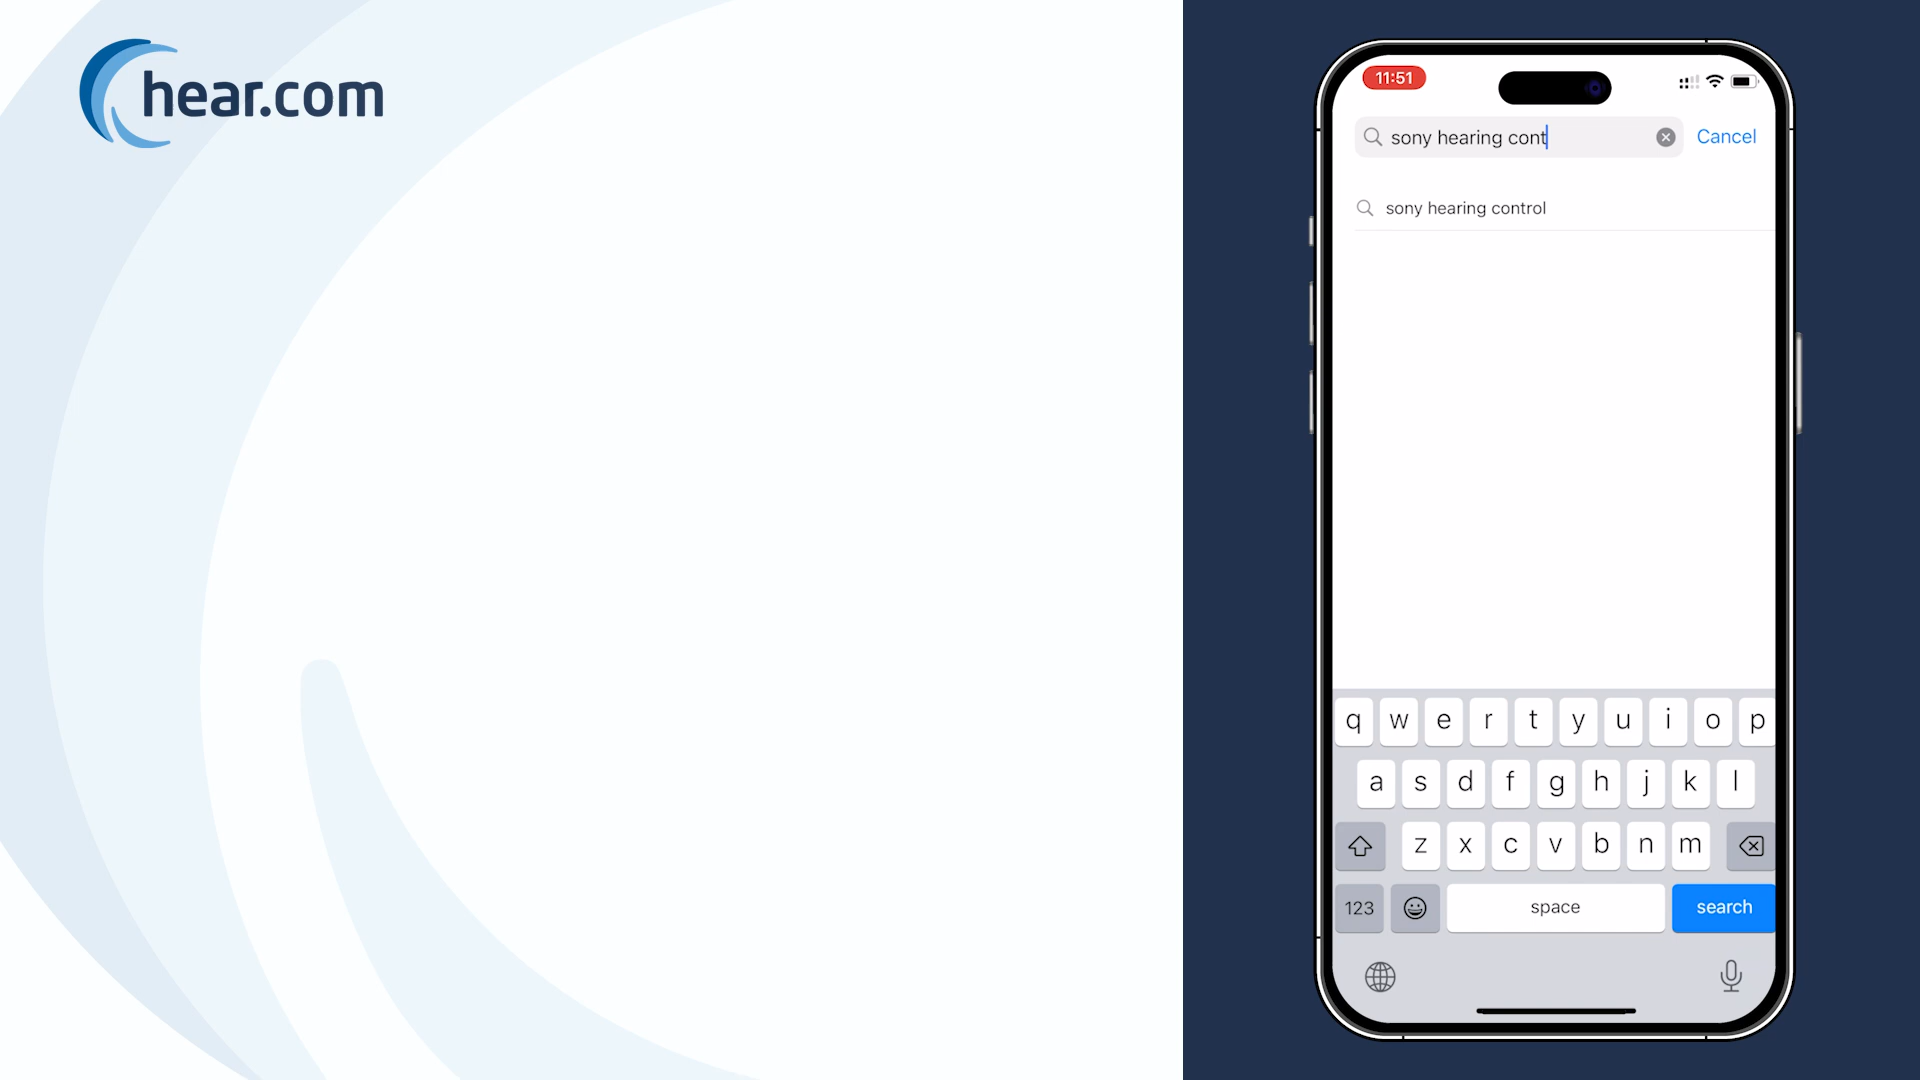 hear.com
11:51
sony hearing cont
Cancel
sony hearing control
q w e r t y u i o p
a s d f g h j k l
z x c v b n m
123 space search